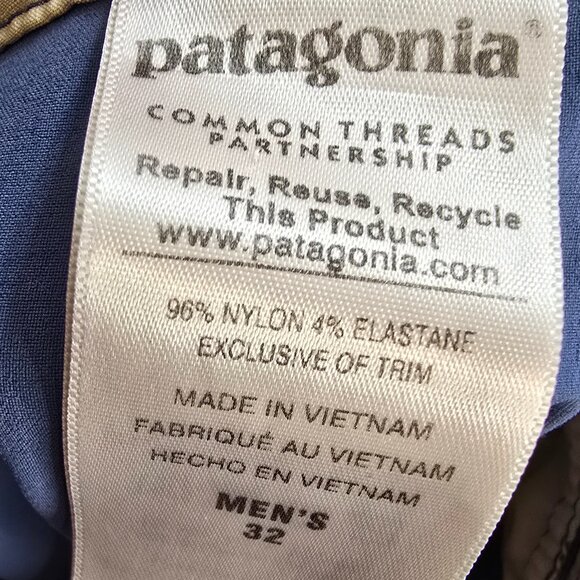 patagonia®
COMMON THREADS
PARTNERSHIP
Repair, Reuse, Recycle
This Product
www.patagonia.com
96% NYLON 4% ELASTANE
EXCLUSIVE OF TRIM
MADE IN VIETNAM
FABRIQUÉ AU VIETNAM
HECHO EN VIETNAM
MEN'S
32